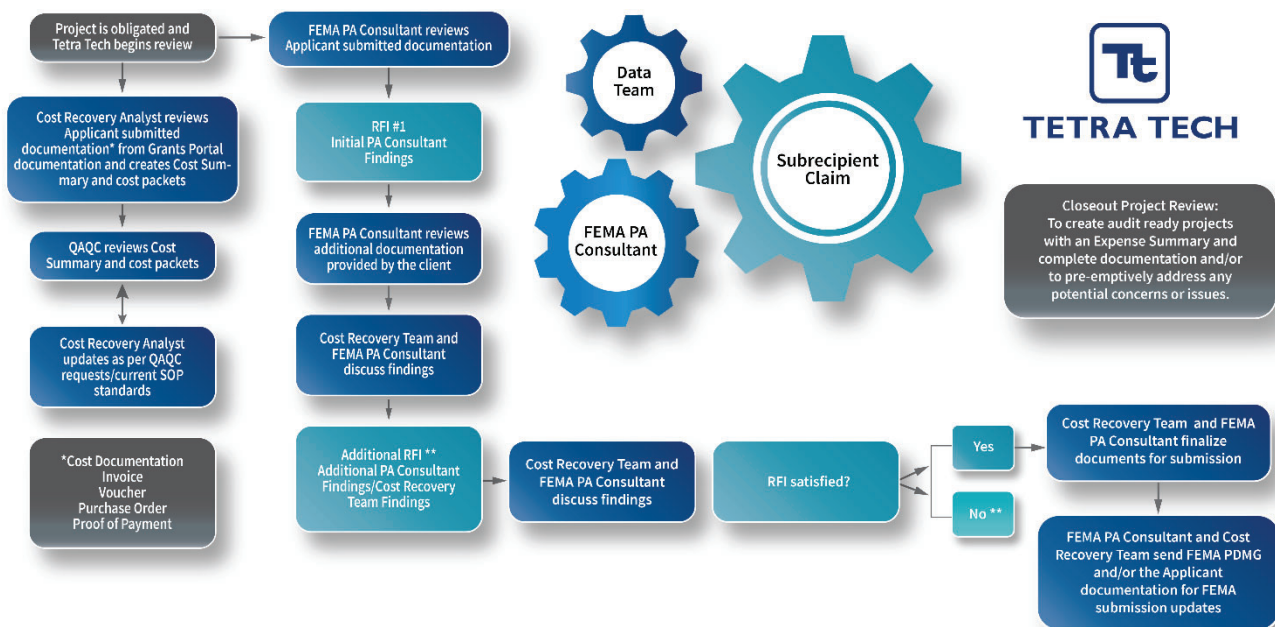 Project is obligated and
Tetra Tech begins review
FEMA PA Consultant reviews
Applicant submitted documentation
Cost Recovery Analyst reviews
Applicant submitted
documentation* from Grants Portal
documentation and creates Cost Sum-
mary and cost packets
QAQC reviews Cost
Summary and cost packets
Cost Recovery Analyst
updates as per QAQC
requests/current SOP
standards
*Cost Documentation
Invoice
Voucher
Purchase Order
Proof of Payment
RFI #1
Initial PA Consultant
Findings
FEMA PA Consultant reviews
additional documentation
provided by the client
Cost Recovery Team and
FEMA PA Consultant
discuss findings
Additional RFI **
Additional PA Consultant
Findings/Cost Recovery
Team Findings
Cost Recovery Team and
FEMA PA Consultant
discuss findings
RFI satisfied?
Yes
No **
Cost Recovery Team and FEMA
PA Consultant finalize
documents for submission
FEMA PA Consultant and Cost
Recovery Team send FEMA PDMG
and/or the Applicant
documentation for FEMA
submission updates
Data
Team
FEMA PA
Consultant
Subrecipient
Claim
Tt
TETRA TECH
Closeout Project Review:
To create audit ready projects
with an Expense Summary and
complete documentation and/or
to pre-emptively address any
potential concerns or issues.